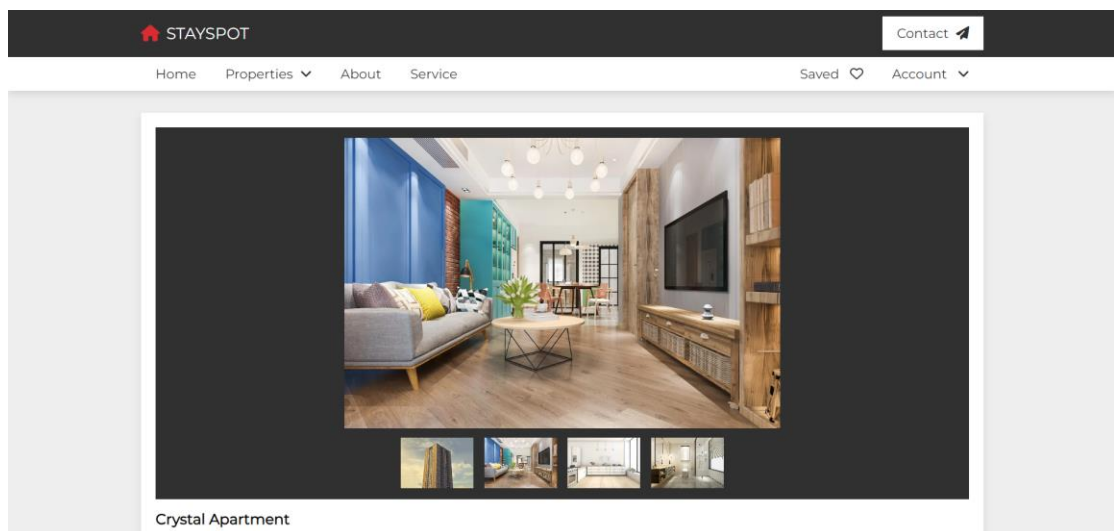 STAYSPOT
Contact
Home Properties About Service Saved Account
Crystal Apartment